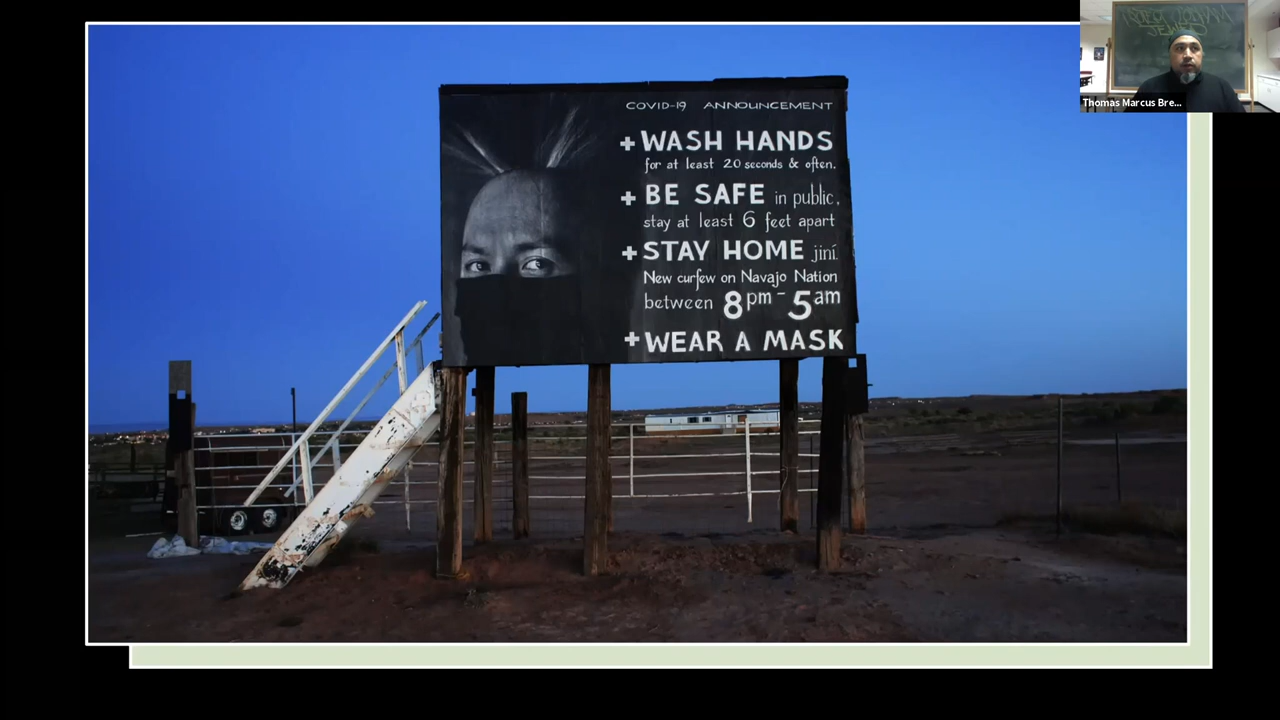 COVID-19 ANNOUNCEMENT
+ WASH HANDS
for at least 20 seconds & often.
+ BE SAFE in public,
stay at least 6 feet apart
+ STAY HOME jiní.
New curfew on Navajo Nation
between 8pm - 5am
+ WEAR A MASK
Thomas Marcus Bre...